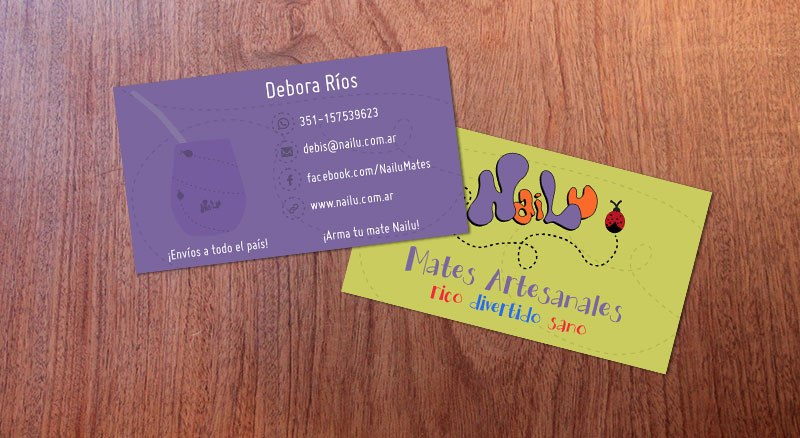 Debora Ríos
351-157539623
debis@nailu.com.ar
facebook.com/NailuMates
www.nailu.com.ar
¡Envíos a todo el país!
¡Arma tu mate Nailu!
NaiLu
NaiLu
Mates Artesanales
rico divertido sano